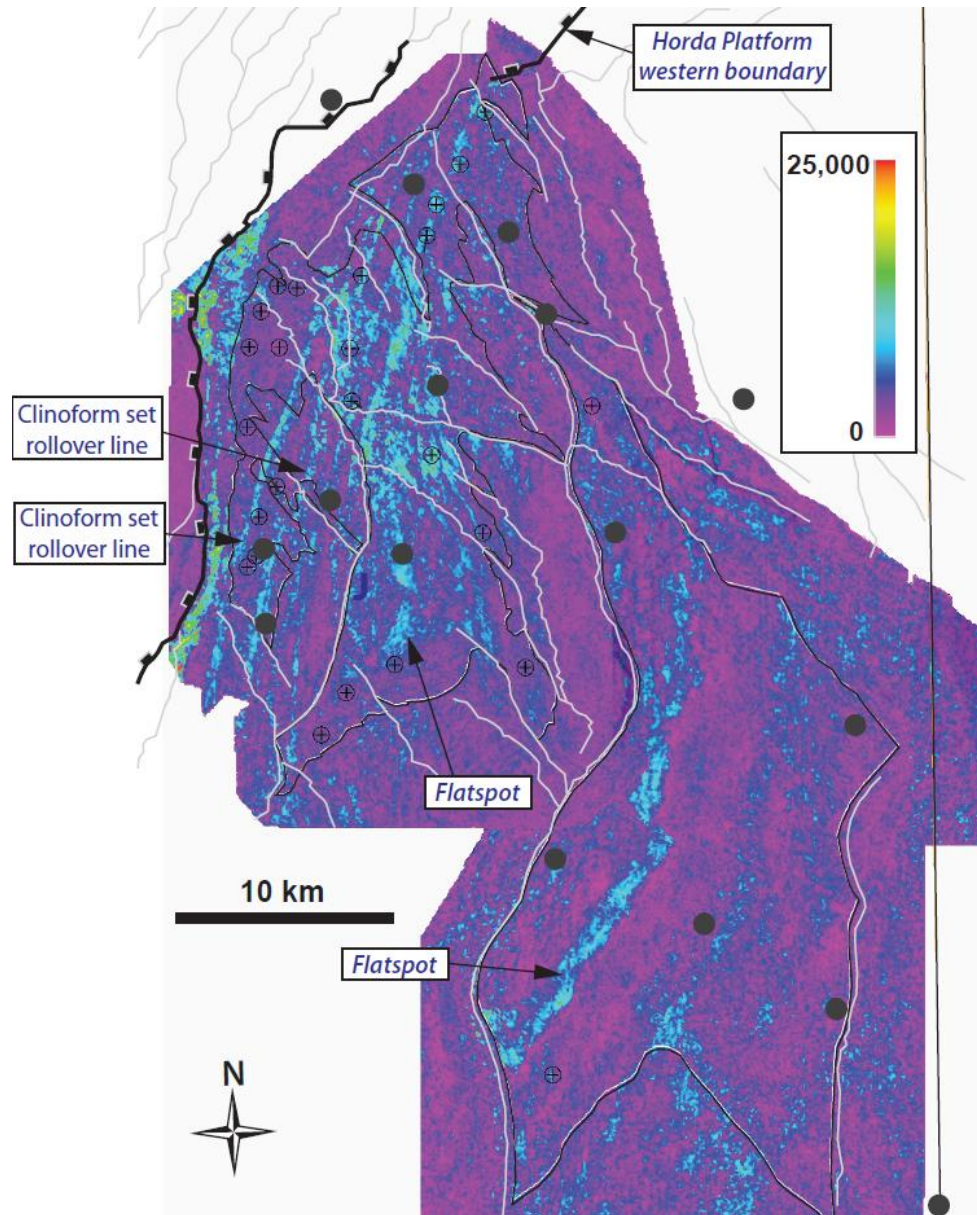 Horda Platform
western boundary
25,000
0
Clinoform set
rollover line
Clinoform set
rollover line
Flatspot
10 km
Flatspot
N